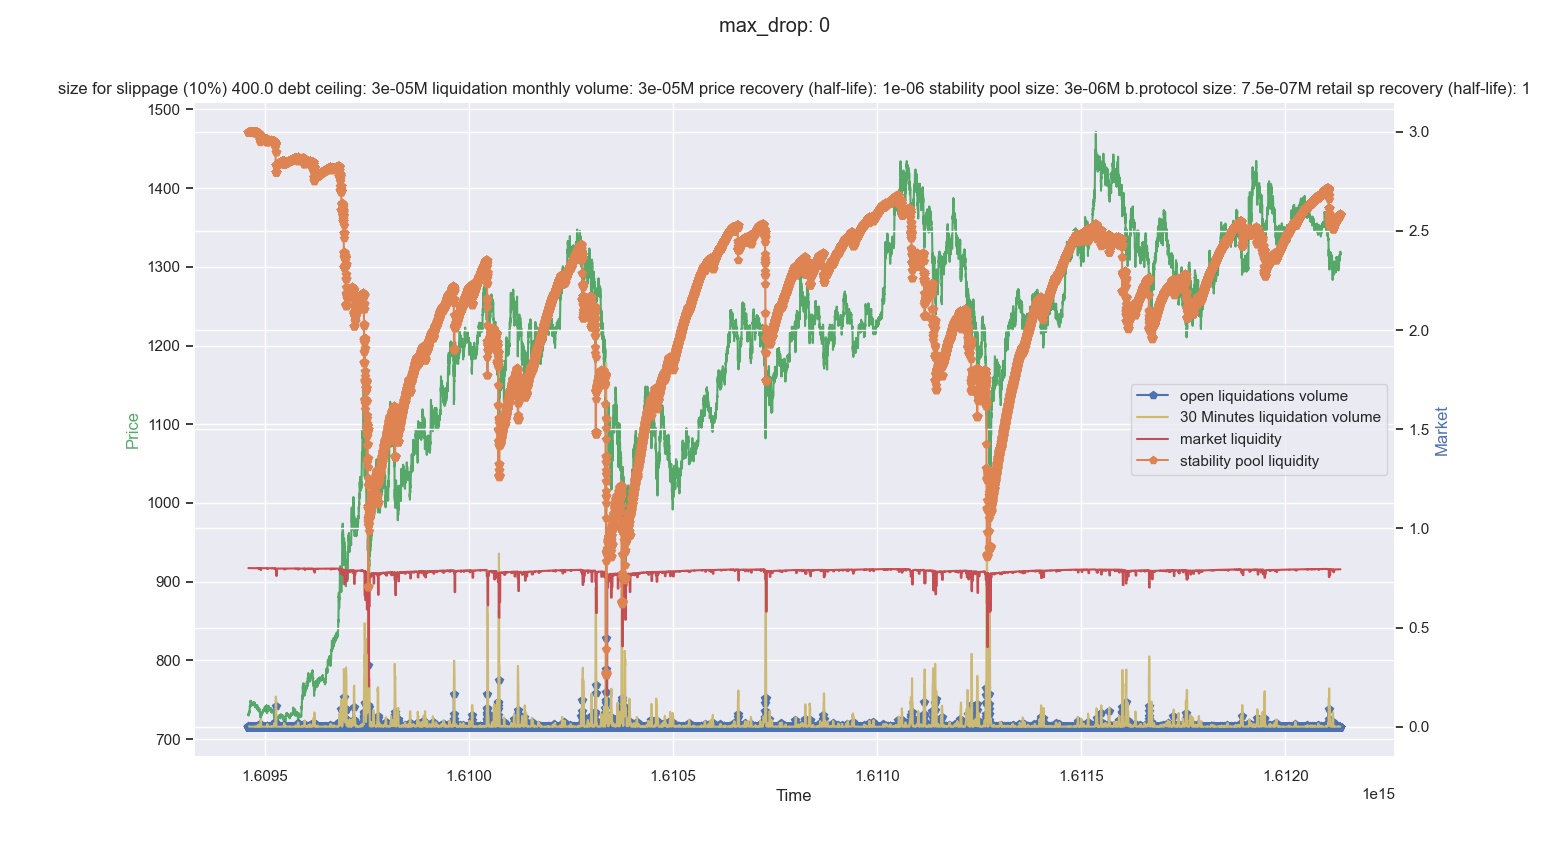 max_drop: 0
size for slippage (10%) 400.0 debt ceiling: 3e-05M liquidation monthly volume: 3e-05M price recovery (half-life): 1e-06 stability pool size: 3e-06M b.protocol size: 7.5e-07M retail sp recovery (half-life): 1
1500
1400
1300
1200
1100
1000
900
800
700
Price
3.0
2.5
2.0
1.5
1.0
0.5
0.0
Market
open liquidations volume
30 Minutes liquidation volume
market liquidity
stability pool liquidity
1.6095
1.6100
1.6105
1.6110
1.6115
1.6120
Time
1e15